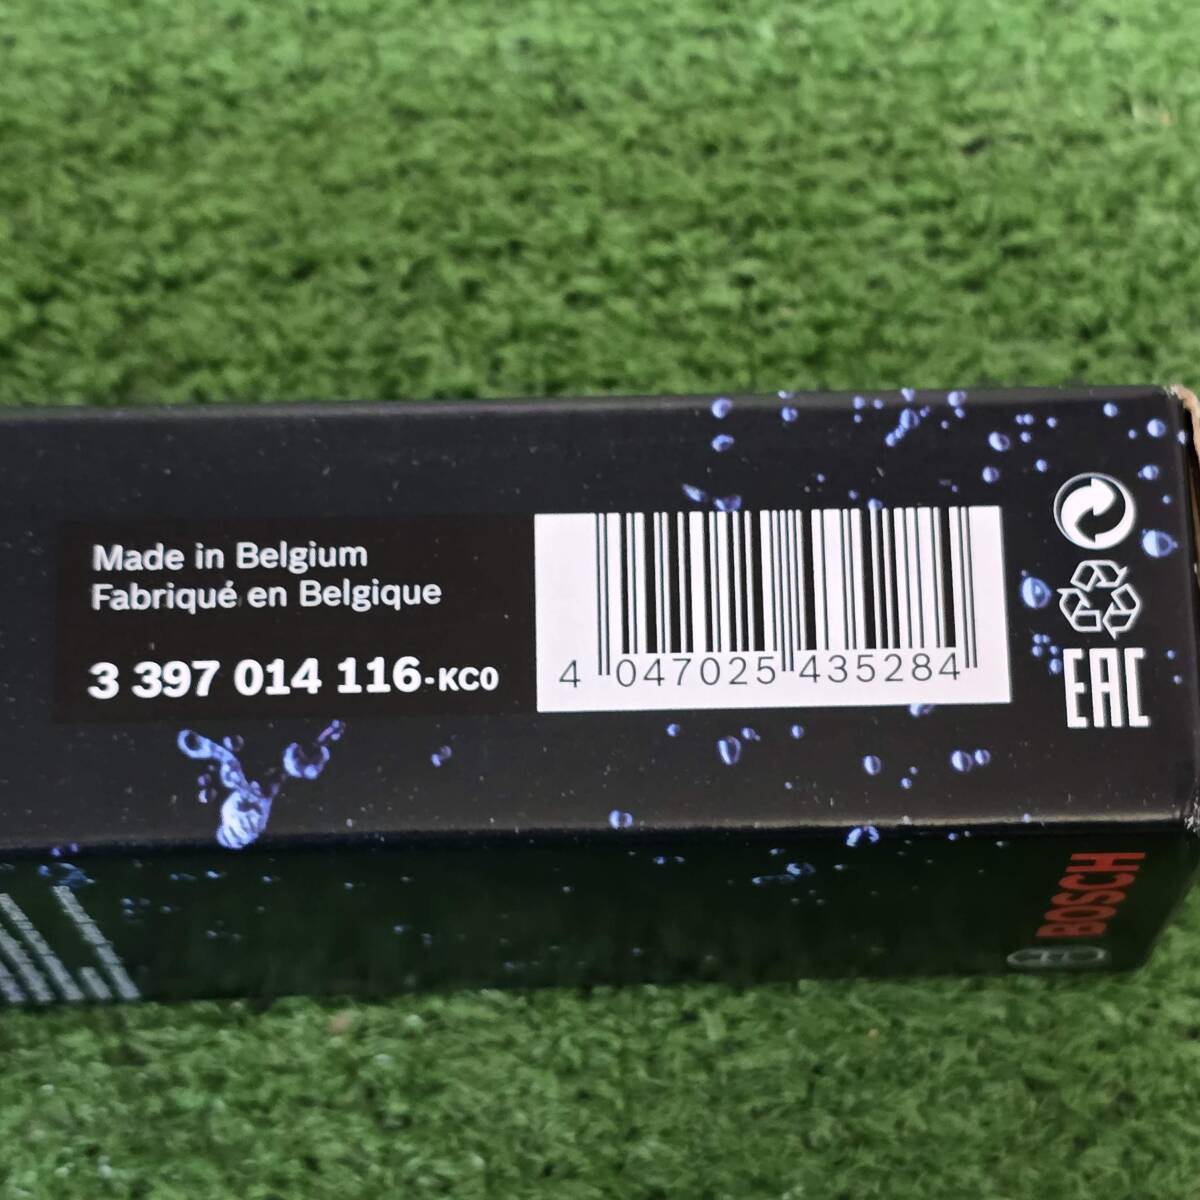 Made in Belgium
Fabriqué en Belgique
3 397 014 116-KC0
4 047025 435284
EAC
BOSCH